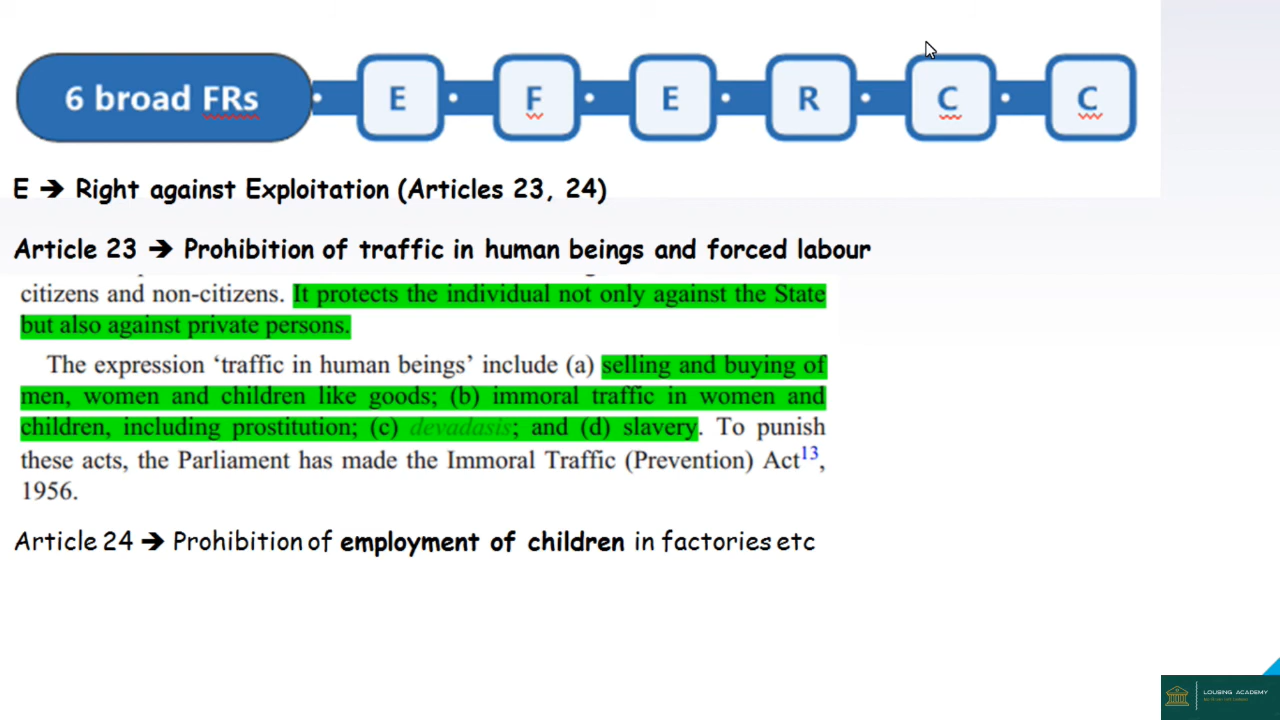 6 broad FRs E F E R C C
E ➔ Right against Exploitation (Articles 23, 24)
Article 23 ➔ Prohibition of traffic in human beings and forced labour
citizens and non-citizens. It protects the individual not only against the State
but also against private persons.
The expression ‘traffic in human beings’ include (a) selling and buying of
men, women and children like goods; (b) immoral traffic in women and
children, including prostitution; (c) devadasis; and (d) slavery. To punish
these acts, the Parliament has made the Immoral Traffic (Prevention) Act13,
1956.
Article 24 ➔ Prohibition of employment of children in factories etc
LOUSING ACADEMY